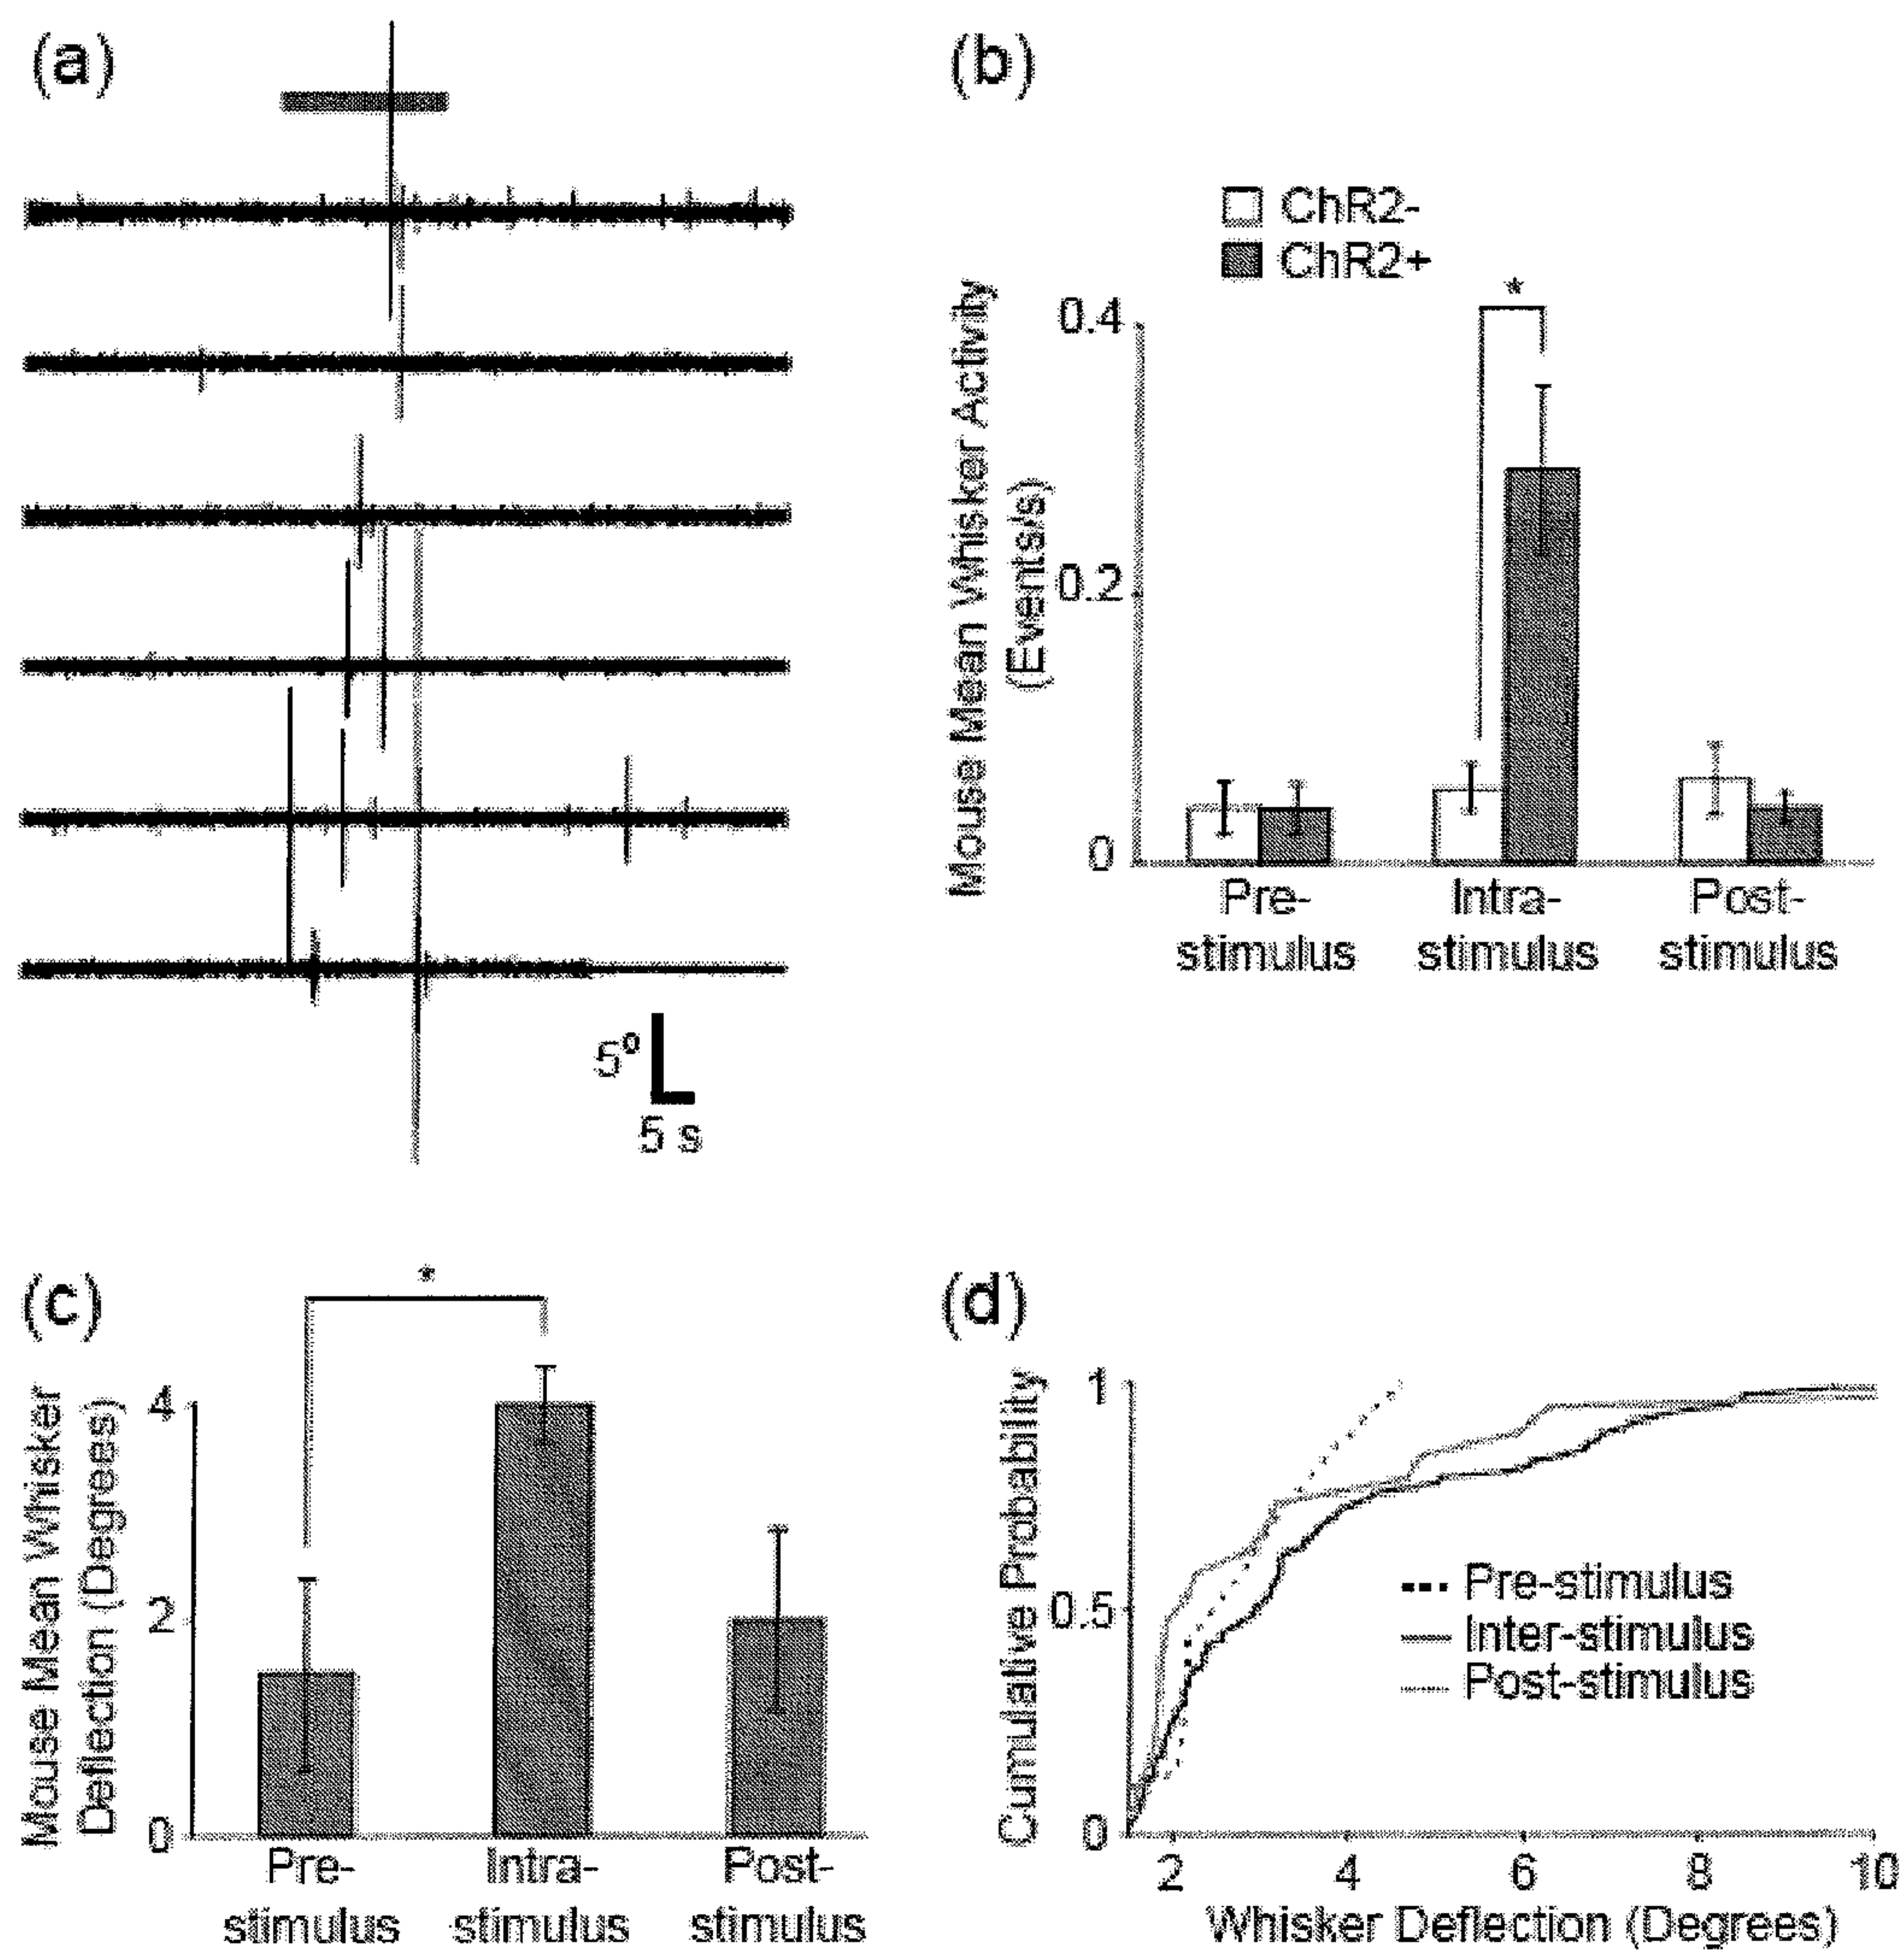 (a)
5º
5 s
(b)
ChR2-
ChR2+
*
Mouse Mean Whisker Activity
(Events/s)
0.4
0.2
0
Pre-
stimulus
Intra-
stimulus
Post-
stimulus
(c)
*
Mouse Mean Whisker
Deflection (Degrees)
4
2
0
Pre-
stimulus
Intra-
stimulus
Post-
stimulus
(d)
Cumulative Probability
1
0.5
0
Pre-stimulus
Inter-stimulus
Post-stimulus
2 4 6 8 10
Whisker Deflection (Degrees)